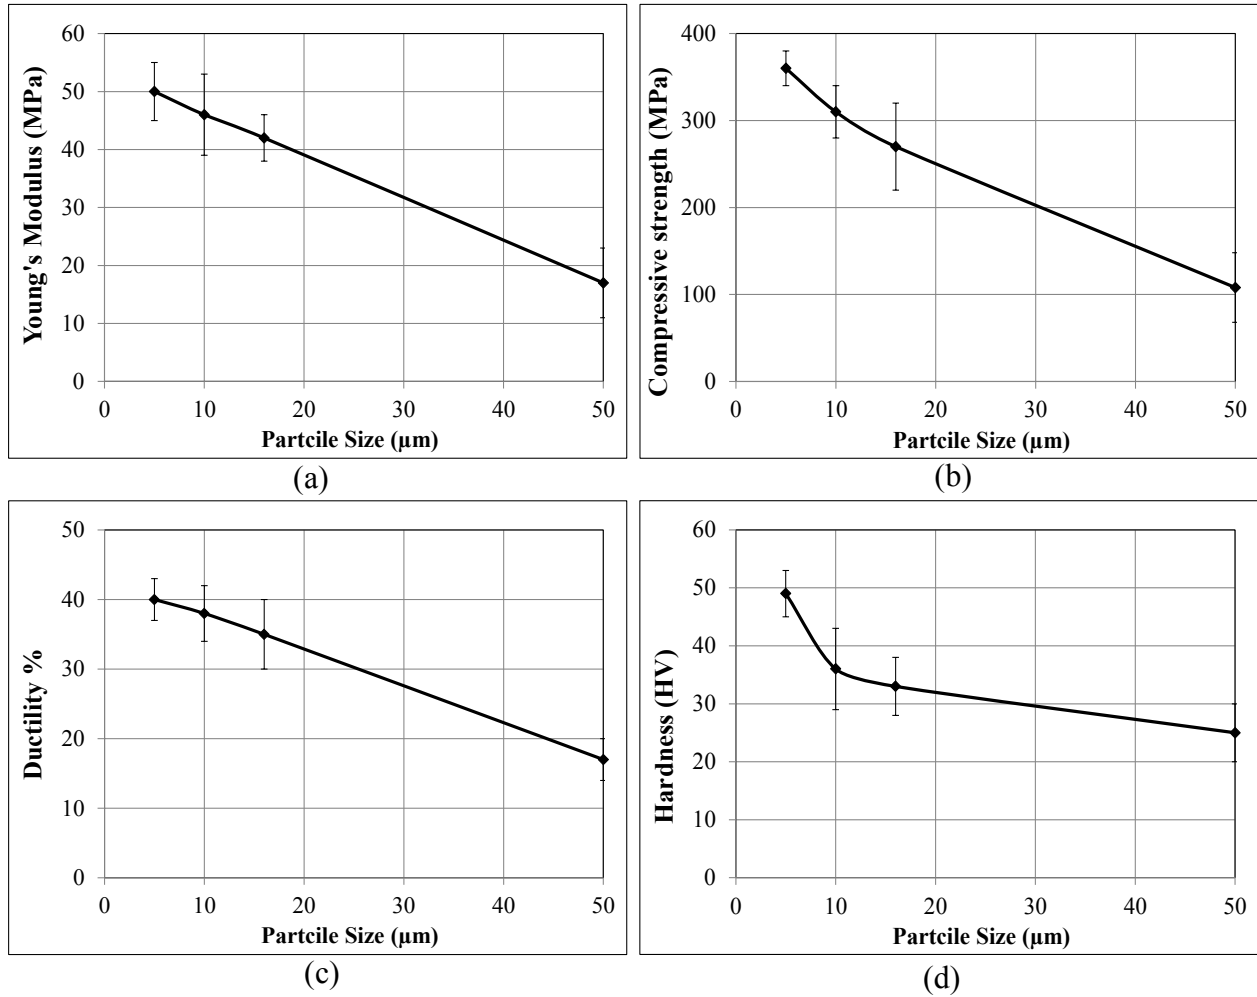 60
50
40
30
20
10
0
0 10 20 30 40 50
Young's Modulus (MPa)
Partcile Size (µm)
(a)
400
300
200
100
0
0 10 20 30 40 50
Compressive strength (MPa)
Partcile Size (µm)
(b)
50
40
30
20
10
0
0 10 20 30 40 50
Ductility %
Partcile Size (µm)
(c)
60
50
40
30
20
10
0
0 10 20 30 40 50
Hardness (HV)
Partcile Size (µm)
(d)